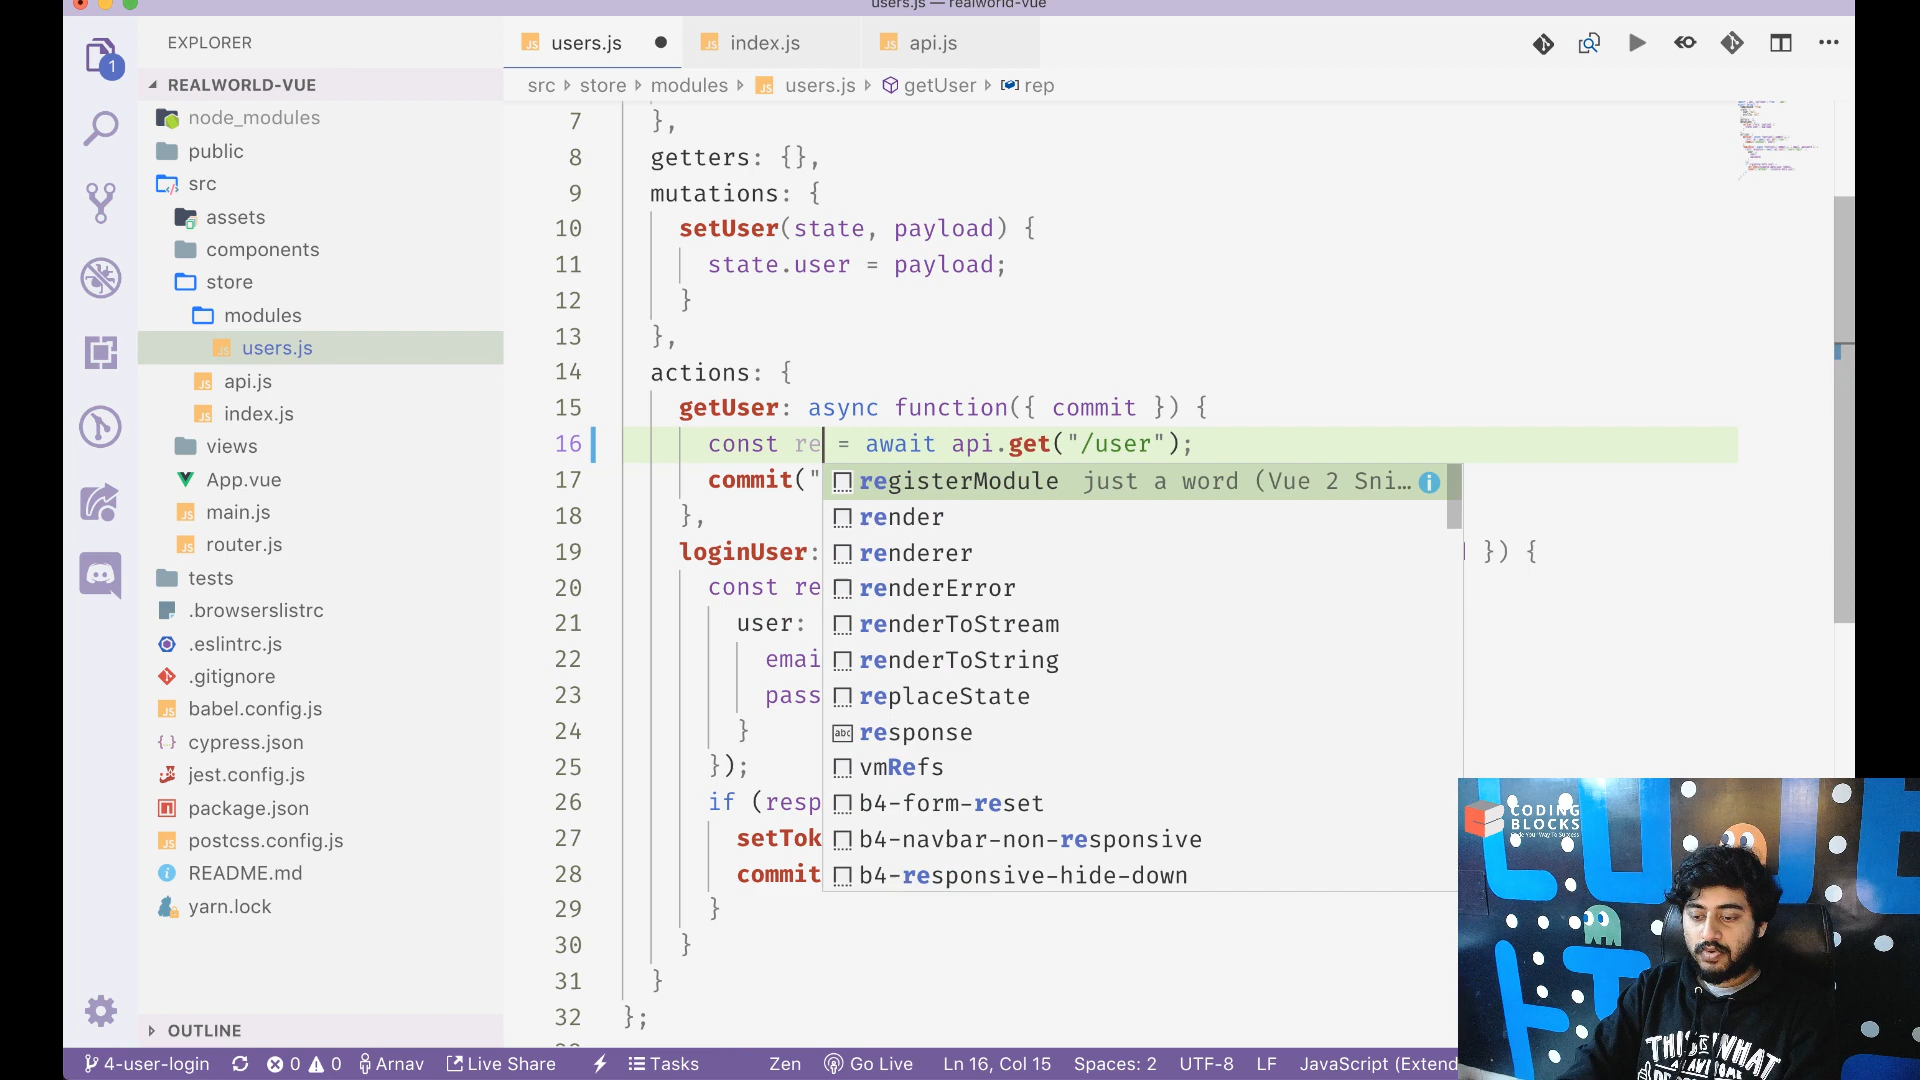 users.js — realworld-vue
EXPLORER
users.js
index.js
api.js
1
REALWORLD-VUE
src
store
modules
users.js
getUser
rep
node_modules
public
src
assets
components
store
modules
users.js
api.js
index.js
views
App.vue
main.js
router.js
tests
.browserslistrc
.eslintrc.js
.gitignore
babel.config.js
cypress.json
jest.config.js
package.json
postcss.config.js
README.md
yarn.lock
OUTLINE
7 },
8 getters: {},
9 mutations: {
10 setUser(state, payload) {
11 state.user = payload;
12 }
13 },
14 actions: {
15 getUser: async function({ commit }) {
16 const re = await api.get("/user");
17 commit("
18 },
19 loginUser: }) {
20 const re
21 user:
22 emai
23 pass
24 }
25 });
26 if (resp
27 setTok
28 commit
29 }
30 }
31 }
32 };
registerModule just a word (Vue 2 Sni...
render
renderer
renderError
renderToStream
renderToString
replaceState
response
vmRefs
b4-form-reset
b4-navbar-non-responsive
b4-responsive-hide-down
CODING
BLOCKS
THIS IS WHAT
4-user-login
0 0
Arnav
Live Share
Tasks
Zen
Go Live
Ln 16, Col 15
Spaces: 2
UTF-8
LF
JavaScript (Extend